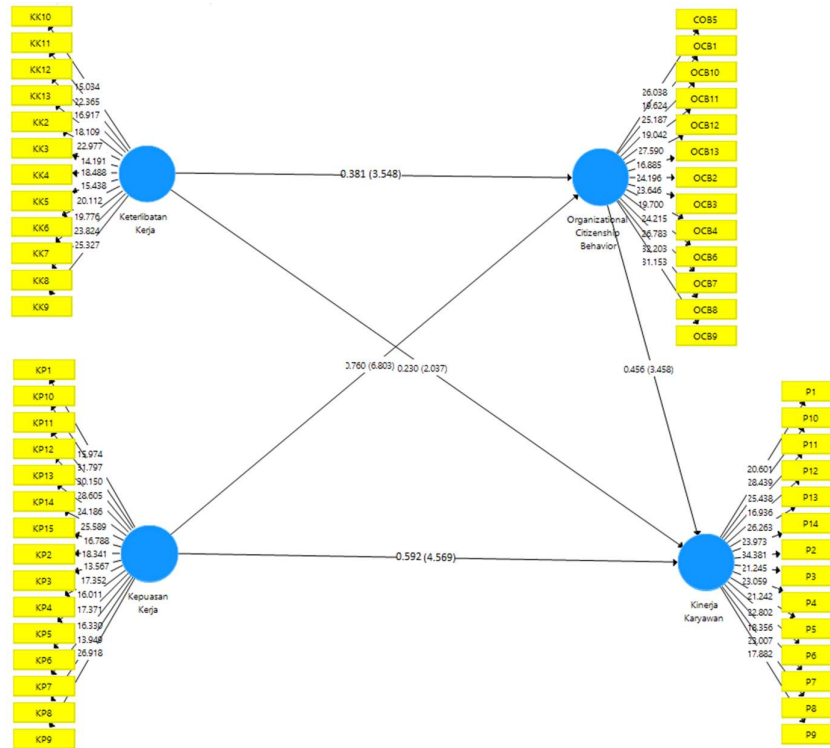 KK10
KK11
KK12
KK13
KK2
KK3
KK4
KK5
KK6
KK7
KK8
KK9
15.034
22.365
16.917
18.109
22.977
14.191
18.488
15.438
20.112
19.776
23.824
25.327
Keterlibatan
Kerja
0.381 (3.548)
COB5
OCB1
OCB10
OCB11
OCB12
OCB13
OCB2
OCB3
OCB4
OCB6
OCB7
OCB8
OCB9
26.038
19.624
25.187
19.042
27.590
16.885
24.196
23.646
19.700
24.215
26.783
32.203
31.153
Organizational
Citizenship
Behavior
0.760 (6.803)
0.230 (2.037)
0.456 (3.458)
KP1
KP10
KP11
KP12
KP13
KP14
KP15
KP2
KP3
KP4
KP5
KP6
KP7
KP8
KP9
15.974
31.797
30.150
28.605
24.186
25.589
16.788
18.341
13.567
17.352
16.011
17.371
16.330
13.949
26.918
Kepuasan
Kerja
0.592 (4.569)
P1
P10
P11
P12
P13
P14
P2
P3
P4
P5
P6
P7
P8
P9
20.601
28.439
25.438
16.936
26.263
23.973
34.381
21.245
23.059
21.242
22.802
18.356
23.007
17.882
Kinerja
Karyawan